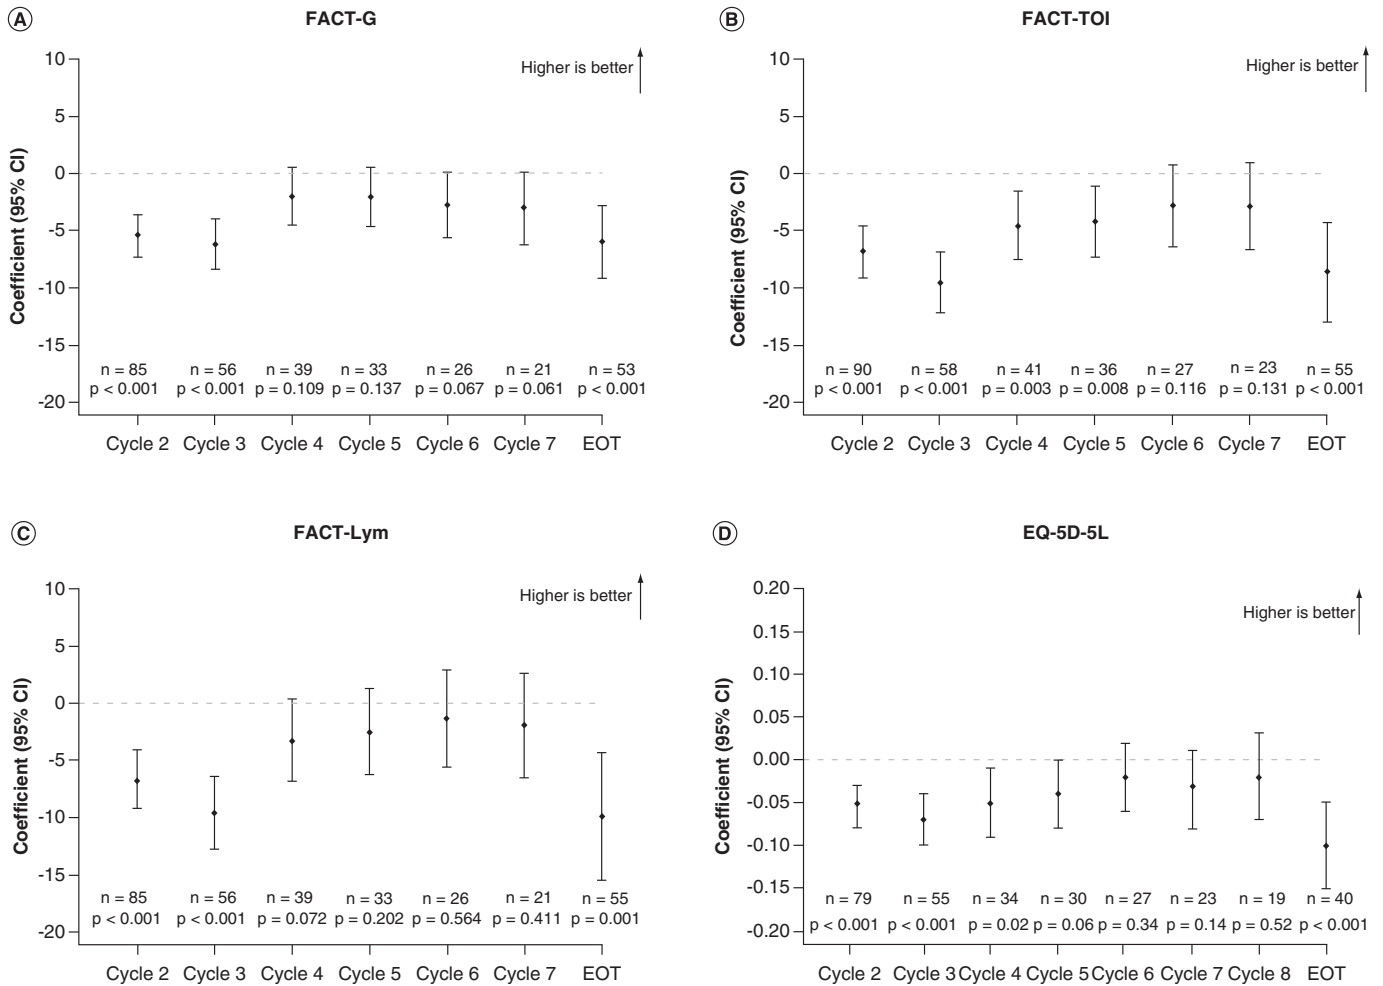 A FACT-G
Higher is better
Coefficient (95% CI)
10
5
0
-5
-10
-15
-20
n = 85 n = 56 n = 39 n = 33 n = 26 n = 21 n = 53
p < 0.001 p < 0.001 p = 0.109 p = 0.137 p = 0.067 p = 0.061 p < 0.001
Cycle 2 Cycle 3 Cycle 4 Cycle 5 Cycle 6 Cycle 7 EOT
B FACT-TOI
Higher is better
Coefficient (95% CI)
10
5
0
-5
-10
-15
-20
n = 90 n = 58 n = 41 n = 36 n = 27 n = 23 n = 55
p < 0.001 p < 0.001 p = 0.003 p = 0.008 p = 0.116 p = 0.131 p < 0.001
Cycle 2 Cycle 3 Cycle 4 Cycle 5 Cycle 6 Cycle 7 EOT
C FACT-Lym
Higher is better
Coefficient (95% CI)
10
5
0
-5
-10
-15
-20
n = 85 n = 56 n = 39 n = 33 n = 26 n = 21 n = 55
p < 0.001 p < 0.001 p = 0.072 p = 0.202 p = 0.564 p = 0.411 p = 0.001
Cycle 2 Cycle 3 Cycle 4 Cycle 5 Cycle 6 Cycle 7 EOT
D EQ-5D-5L
Higher is better
Coefficient (95% CI)
0.20
0.15
0.10
0.05
0.00
-0.05
-0.10
-0.15
-0.20
n = 79 n = 55 n = 34 n = 30 n = 27 n = 23 n = 19 n = 40
p < 0.001 p < 0.001 p = 0.02 p = 0.06 p = 0.34 p = 0.14 p = 0.52 p < 0.001
Cycle 2 Cycle 3 Cycle 4 Cycle 5 Cycle 6 Cycle 7 Cycle 8 EOT